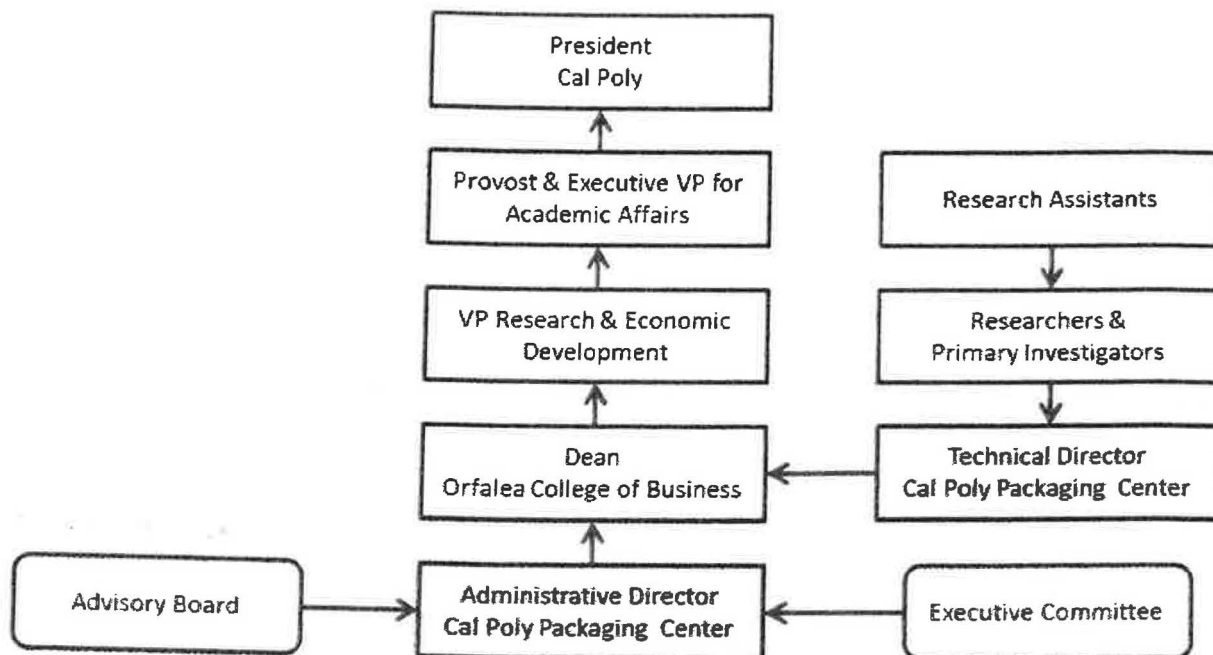 President
Cal Poly
Provost & Executive VP for
Academic Affairs
Research Assistants
VP Research & Economic
Development
Researchers &
Primary Investigators
Dean
Orfalea College of Business
Technical Director
Cal Poly Packaging Center
Advisory Board
Administrative Director
Cal Poly Packaging Center
Executive Committee